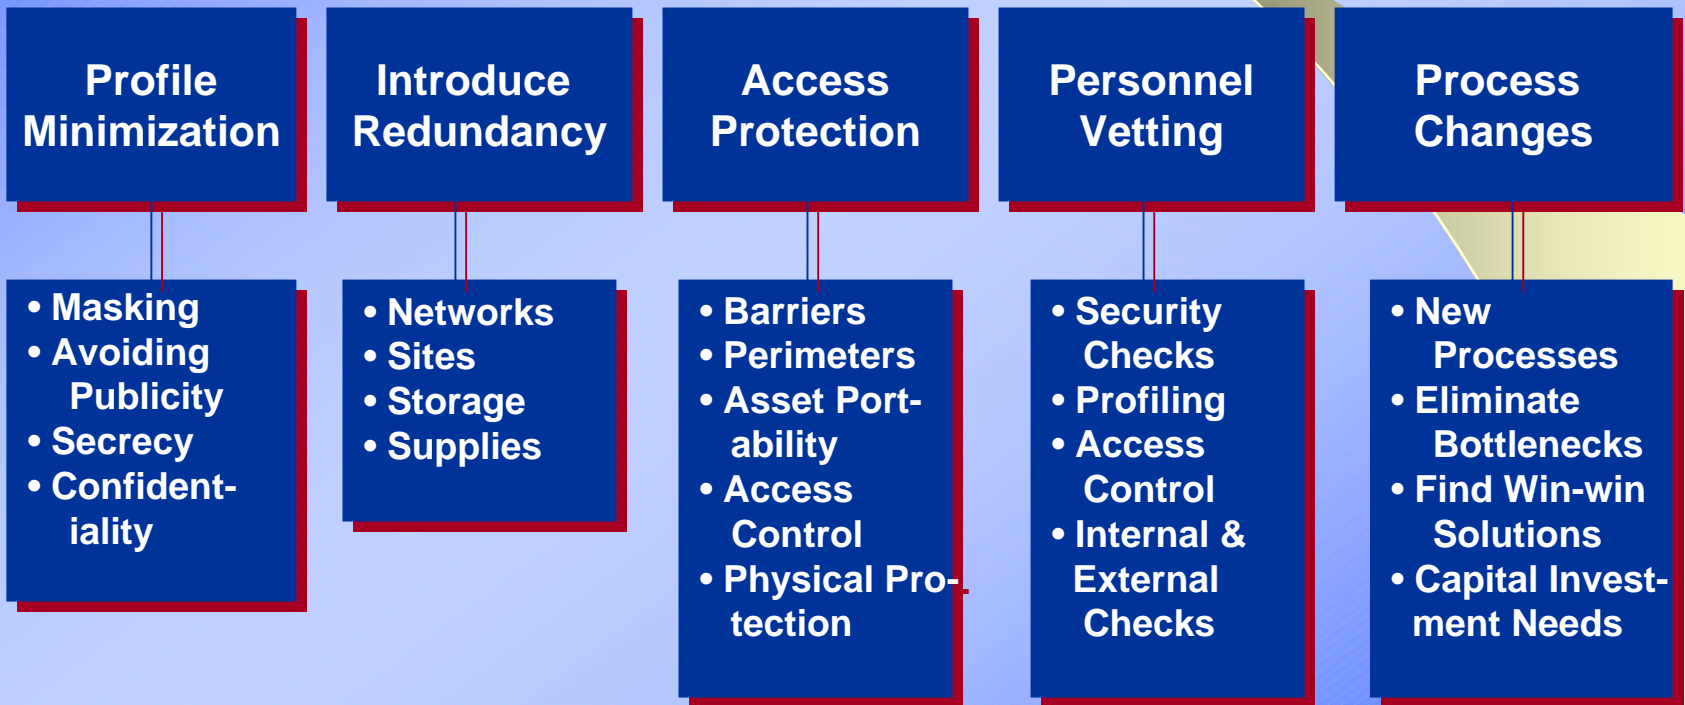 Profile
Minimization
Introduce
Redundancy
Access
Protection
Personnel
Vetting
Process
Changes
• Masking
• Avoiding
Publicity
• Secrecy
• Confident-
iality
• Networks
• Sites
• Storage
• Supplies
• Barriers
• Perimeters
• Asset Port-
ability
• Access
Control
• Physical Pro-
tection
• Security
Checks
• Profiling
• Access
Control
• Internal &
External
Checks
• New
Processes
• Eliminate
Bottlenecks
• Find Win-win
Solutions
• Capital Invest-
ment Needs